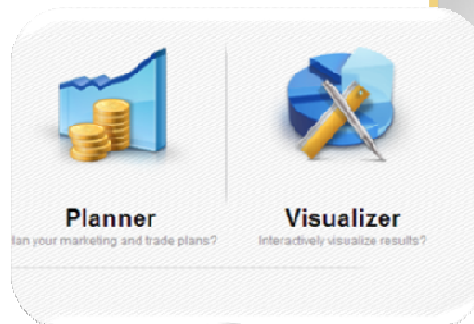 Planner
lan your marketing and trade plans?
Visualizer
Interactively visualize results?